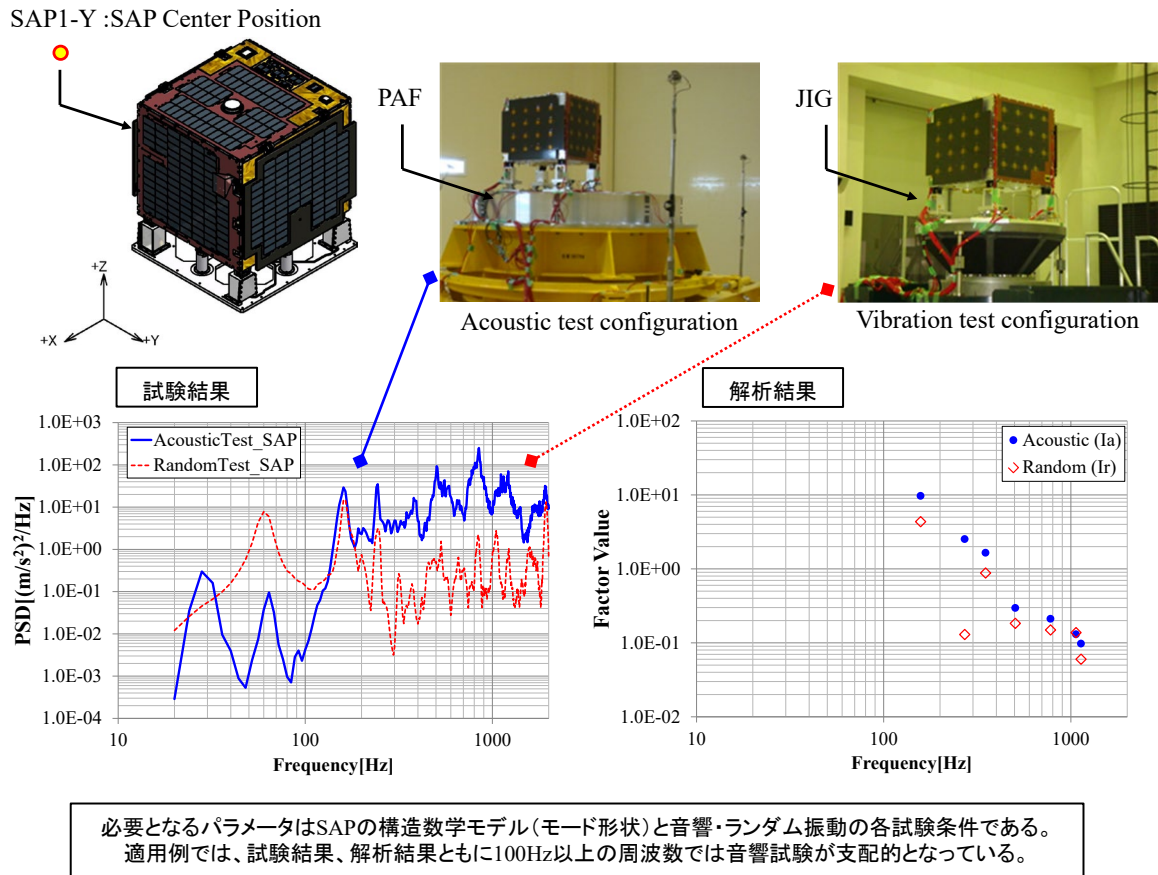 SAP1-Y :SAP Center Position
PAF
JIG
+Z
+X
+Y
Acoustic test configuration
Vibration test configuration
試験結果
1.0E+03
1.0E+02
1.0E+01
1.0E+00
1.0E-01
1.0E-02
1.0E-03
1.0E-04
PSD[(m/s²)²/Hz]
AcousticTest_SAP
RandomTest_SAP
10
100
1000
Frequency[Hz]
解析結果
1.0E+02
1.0E+01
1.0E+00
1.0E-01
1.0E-02
Factor Value
Acoustic (Ia)
Random (Ir)
10
100
1000
Frequency[Hz]
必要となるパラメータはSAPの構造数学モデル（モード形状）と音響・ランダム振動の各試験条件である。
適用例では、試験結果、解析結果ともに100Hz以上の周波数では音響試験が支配的となっている。